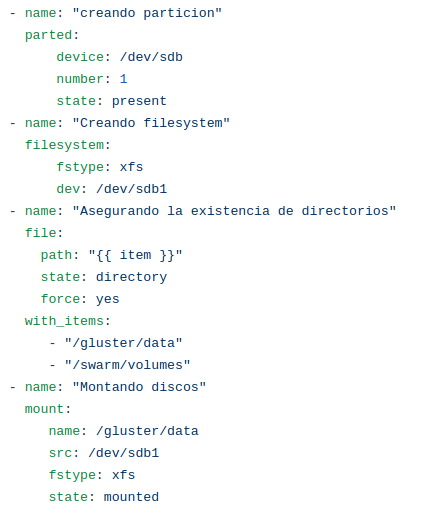 - name: "creando particion"
  parted:
      device: /dev/sdb
      number: 1
      state: present
- name: "Creando filesystem"
  filesystem:
      fstype: xfs
      dev: /dev/sdb1
- name: "Asegurando la existencia de directorios"
  file:
    path: "{{ item }}"
    state: directory
    force: yes
  with_items:
     - "/gluster/data"
     - "/swarm/volumes"
- name: "Montando discos"
  mount:
     name: /gluster/data
     src: /dev/sdb1
     fstype: xfs
     state: mounted